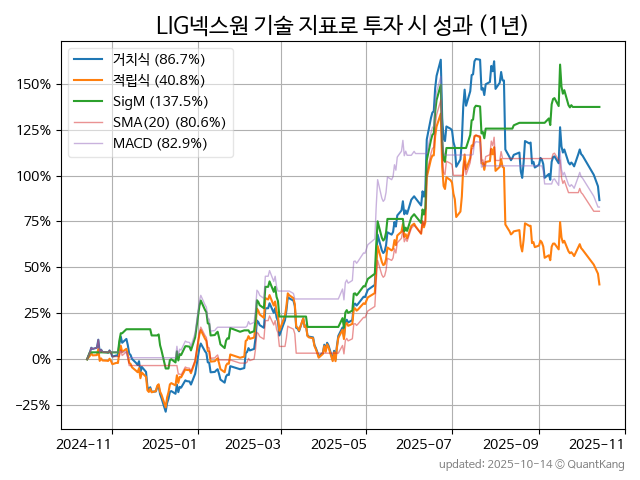 LIG넥스원 기술 지표로 투자 시 성과 (1년)
거치식 (86.7%)
적립식 (40.8%)
SigM (137.5%)
SMA(20) (80.6%)
MACD (82.9%)
150%
125%
100%
75%
50%
25%
0%
−25%
2024-11 2025-01 2025-03 2025-05 2025-07 2025-09 2025-11
updated: 2025-10-14 © QuantKang